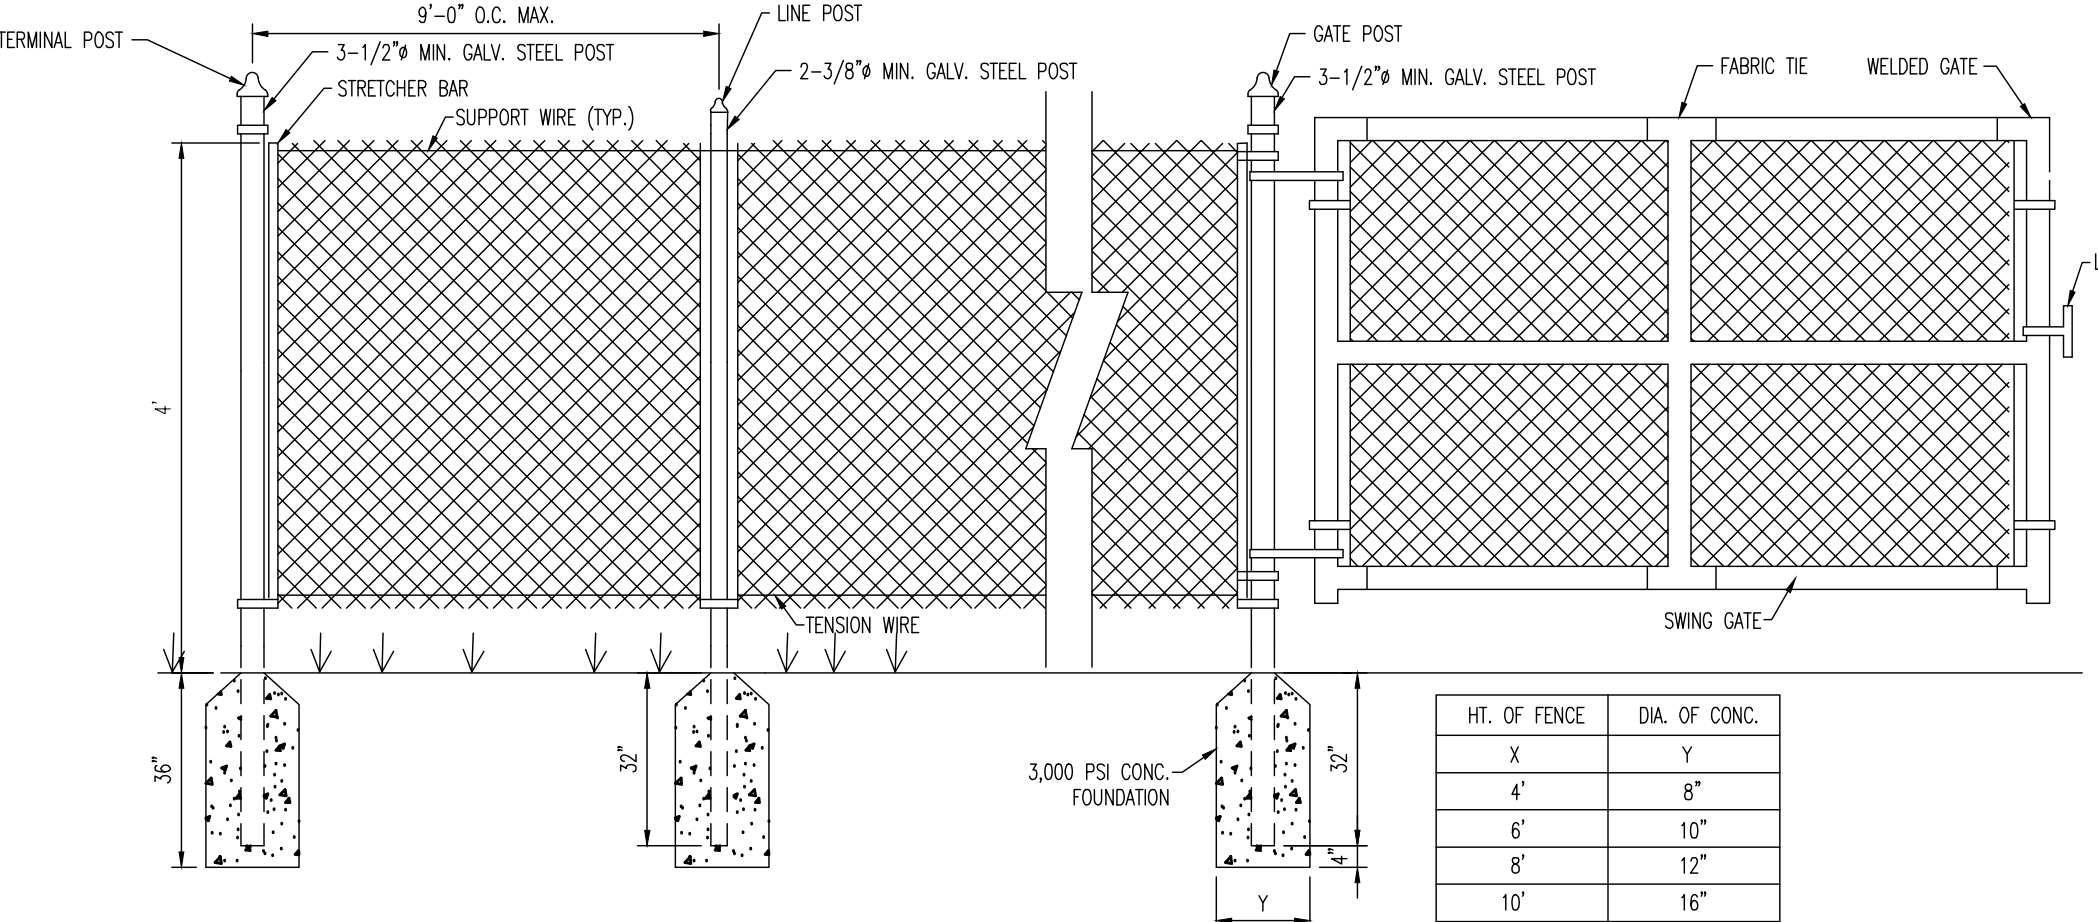 9'-0" O.C. MAX.
LINE POST
TERMINAL POST
3-1/2"ø MIN. GALV. STEEL POST
GATE POST
2-3/8"ø MIN. GALV. STEEL POST
3-1/2"ø MIN. GALV. STEEL POST
FABRIC TIE
WELDED GATE
STRETCHER BAR
SUPPORT WIRE (TYP.)
L
4'
TENSION WIRE
SWING GATE
36"
32"
3,000 PSI CONC.
FOUNDATION
32"
4"
Y
HT. OF FENCE DIA. OF CONC.
X Y
4' 8"
6' 10"
8' 12"
10' 16"